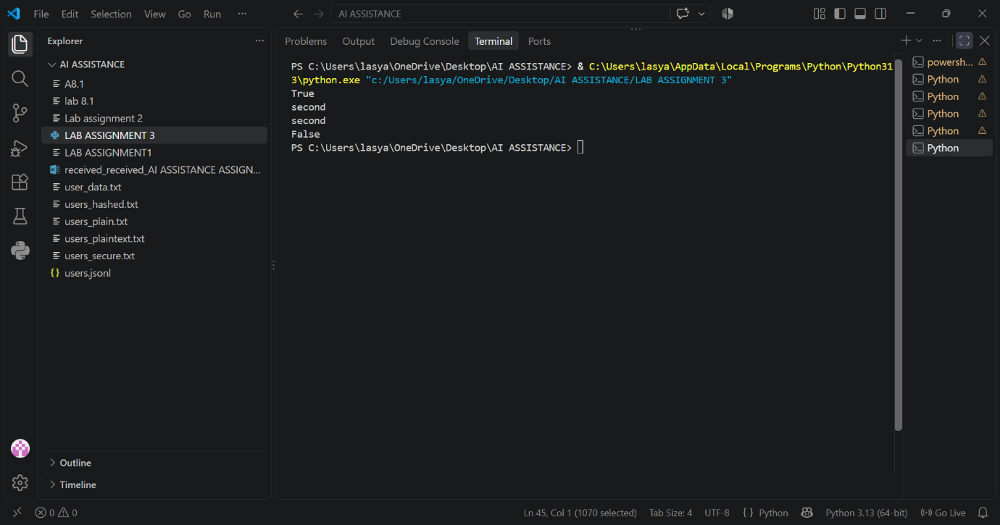 File Edit Selection View Go Run ··· AI ASSISTANCE
Explorer ···
AI ASSISTANCE
A8.1
lab 8.1
Lab assignment 2
LAB ASSIGNMENT 3
LAB ASSIGNMENT1
received_received_AI ASSISTANCE ASSIGN...
user_data.txt
users_hashed.txt
users_plain.txt
users_plaintext.txt
users_secure.txt
{} users.jsonl
Outline
Timeline
Problems Output Debug Console Terminal Ports
PS C:\Users\lasya\OneDrive\Desktop\AI ASSISTANCE> & C:\Users\lasya\AppData\Local\Programs\Python\Python31
3\python.exe "c:/Users/lasya/OneDrive/Desktop/AI ASSISTANCE/LAB ASSIGNMENT 3"
True
second
second
False
PS C:\Users\lasya\OneDrive\Desktop\AI ASSISTANCE>
powersh...
Python
Python
Python
Python
Python
0 0 Ln 45, Col 1 (1070 selected) Tab Size: 4 UTF-8 {} Python Python 3.13 (64-bit) Go Live